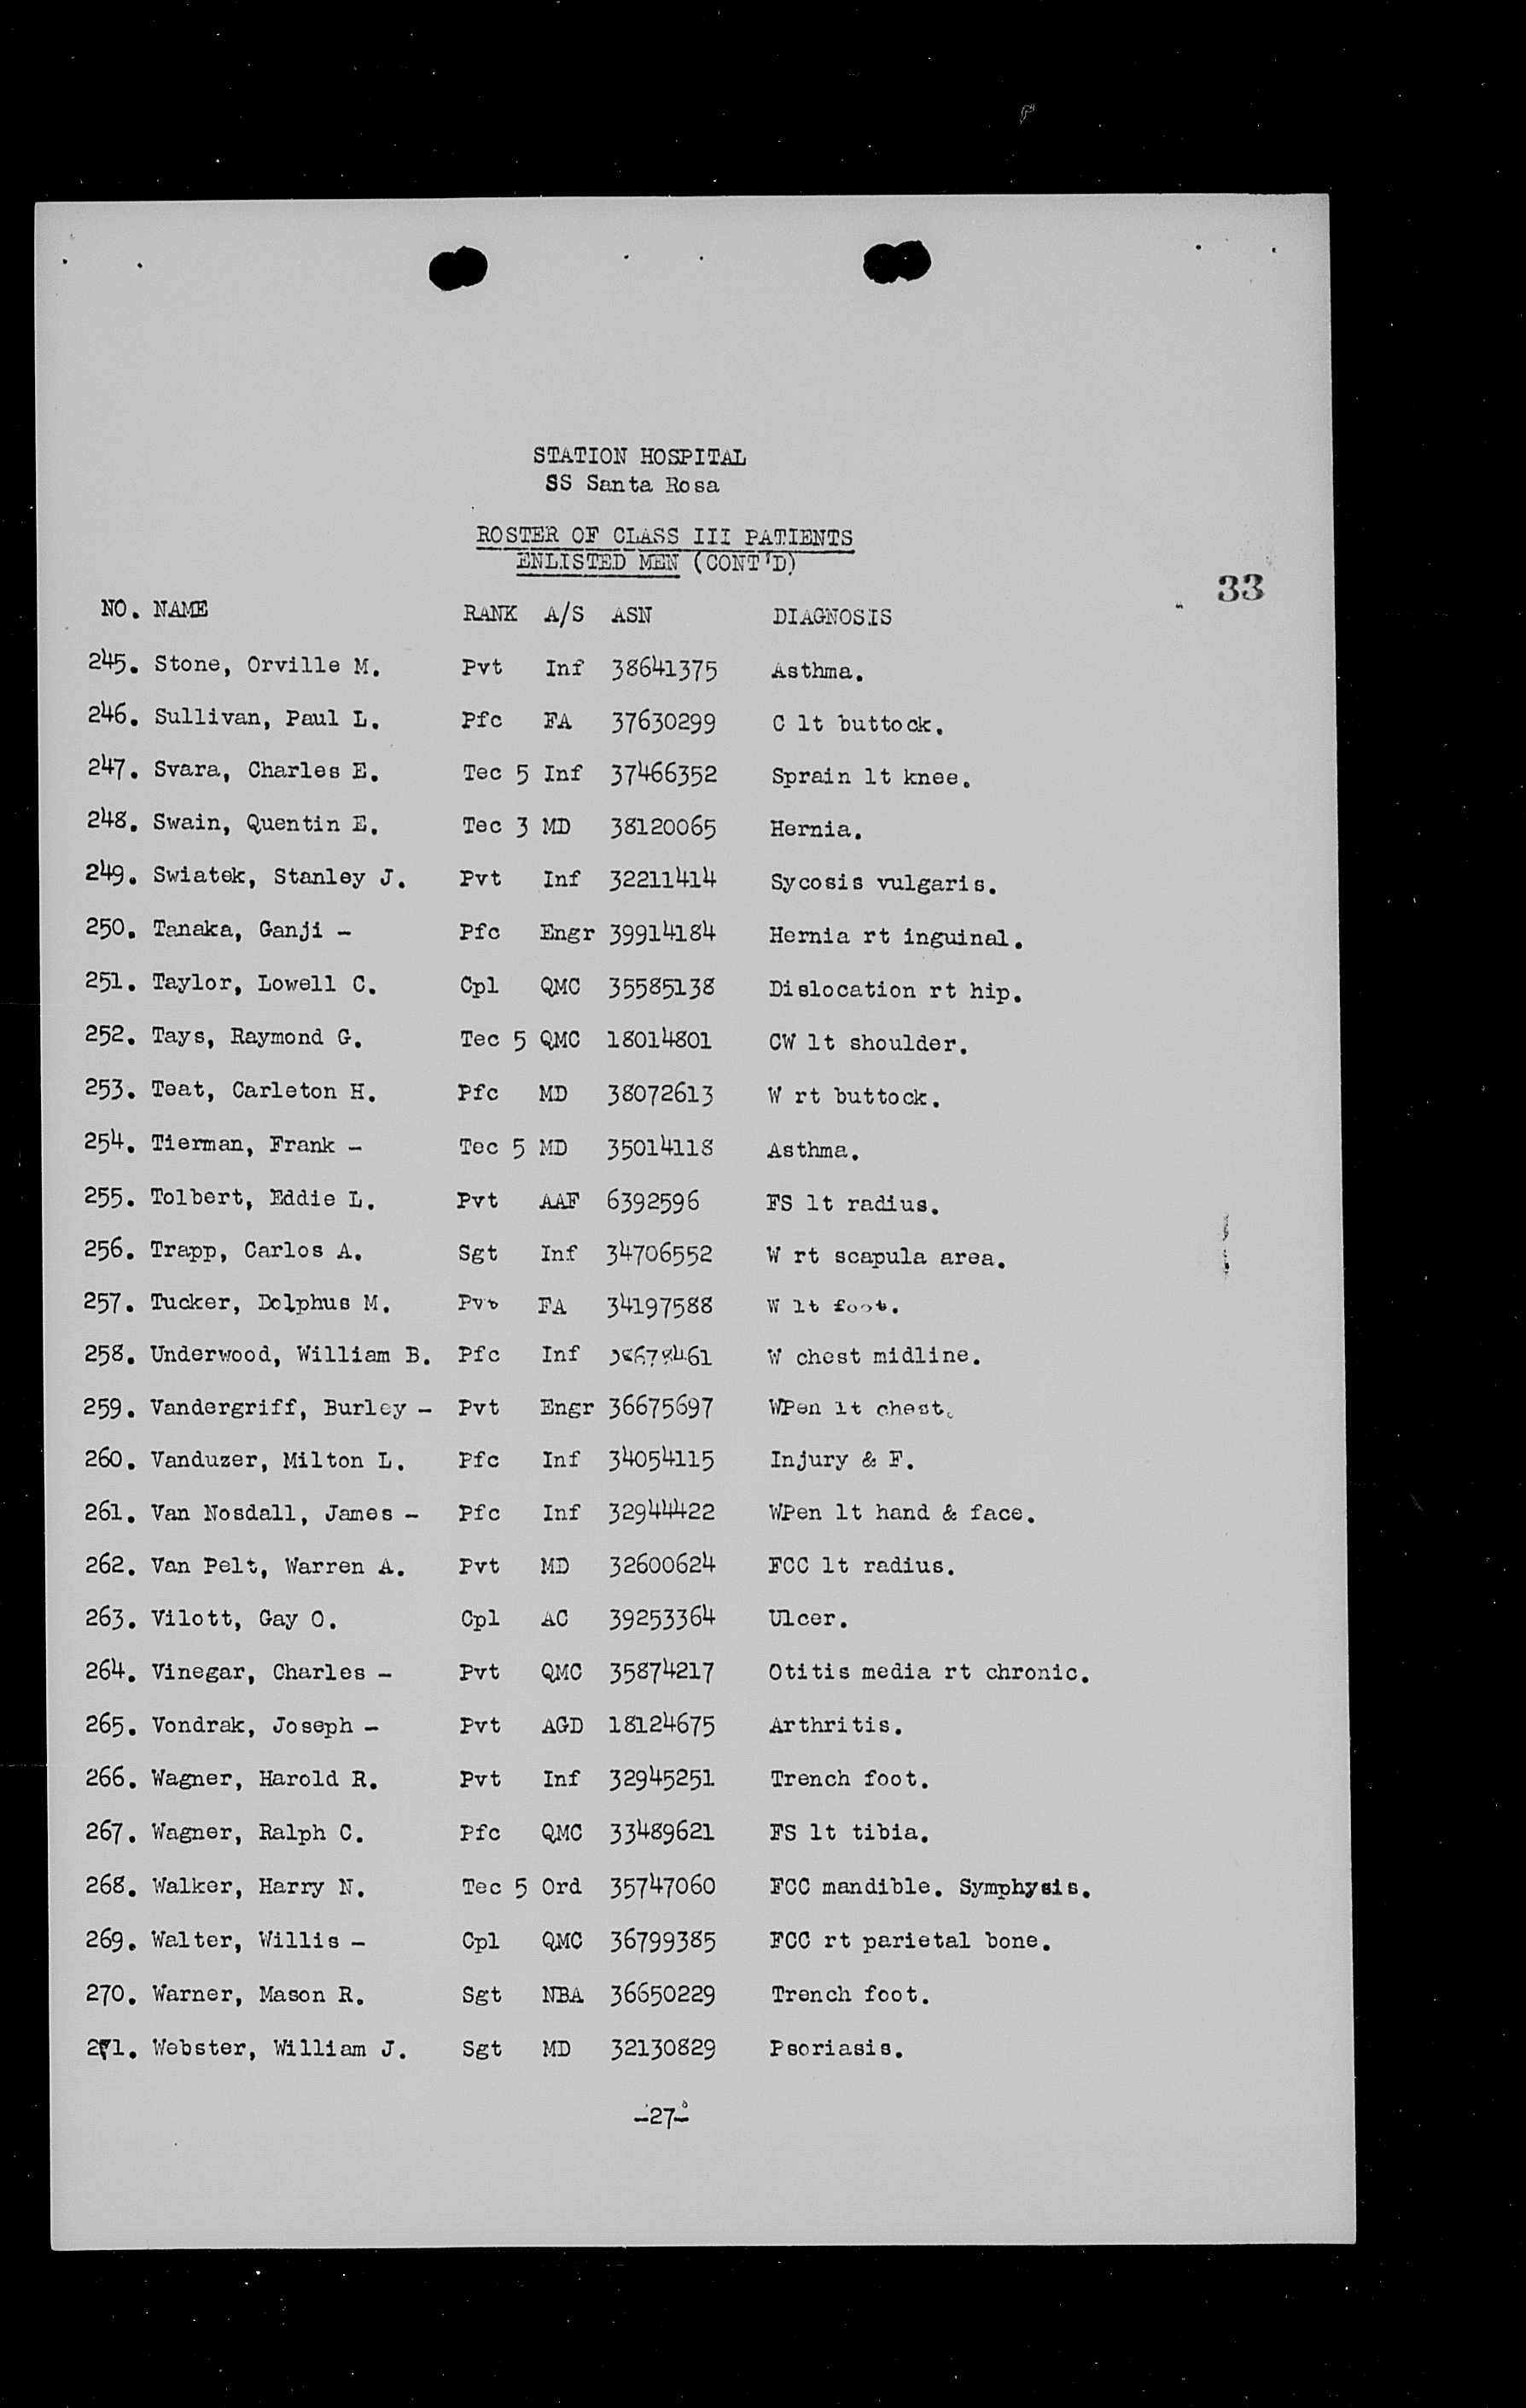 STATION HOSPITAL
SS Santa Rosa
ROSTER OF CLASS III PATIENTS
ENLISTED MEN (CONT'D)
33
NO. NAME RANK A/S ASN DIAGNOSIS
245. Stone, Orville M. Pvt Inf 38641375 Asthma.
246. Sullivan, Paul L. Pfc FA 37630299 C lt buttock.
247. Svara, Charles E. Tec 5 Inf 37466352 Sprain lt knee.
248. Swain, Quentin E. Tec 3 MD 38120065 Hernia.
249. Swiatek, Stanley J. Pvt Inf 32211414 Sycosis vulgaris.
250. Tanaka, Ganji - Pfc Engr 39914184 Hernia rt inguinal.
251. Taylor, Lowell C. Cpl QMC 35585138 Dislocation rt hip.
252. Tays, Raymond G. Tec 5 QMC 18014801 CW lt shoulder.
253. Teat, Carleton H. Pfc MD 38072613 W rt buttock.
254. Tierman, Frank - Tec 5 MD 35014118 Asthma.
255. Tolbert, Eddie L. Pvt AAF 6392596 FS lt radius.
256. Trapp, Carlos A. Sgt Inf 34706552 W rt scapula area.
257. Tucker, Dolphus M. Pvt FA 34197588 W lt foot.
258. Underwood, William B. Pfc Inf 38678461 W chest midline.
259. Vandergriff, Burley - Pvt Engr 36675697 WPen lt chest.
260. Vanduzer, Milton L. Pfc Inf 34054115 Injury & F.
261. Van Nosdall, James - Pfc Inf 32944422 WPen lt hand & face.
262. Van Pelt, Warren A. Pvt MD 32600624 FCC lt radius.
263. Vilott, Gay O. Cpl AC 39253364 Ulcer.
264. Vinegar, Charles - Pvt QMC 35874217 Otitis media rt chronic.
265. Vondrak, Joseph - Pvt AGD 18124675 Arthritis.
266. Wagner, Harold R. Pvt Inf 32945251 Trench foot.
267. Wagner, Ralph C. Pfc QMC 33489621 FS lt tibia.
268. Walker, Harry N. Tec 5 Ord 35747060 FCC mandible. Symphysis.
269. Walter, Willis - Cpl QMC 36799385 FCC rt parietal bone.
270. Warner, Mason R. Sgt NBA 36650229 Trench foot.
271. Webster, William J. Sgt MD 32130829 Psoriasis.
-27-